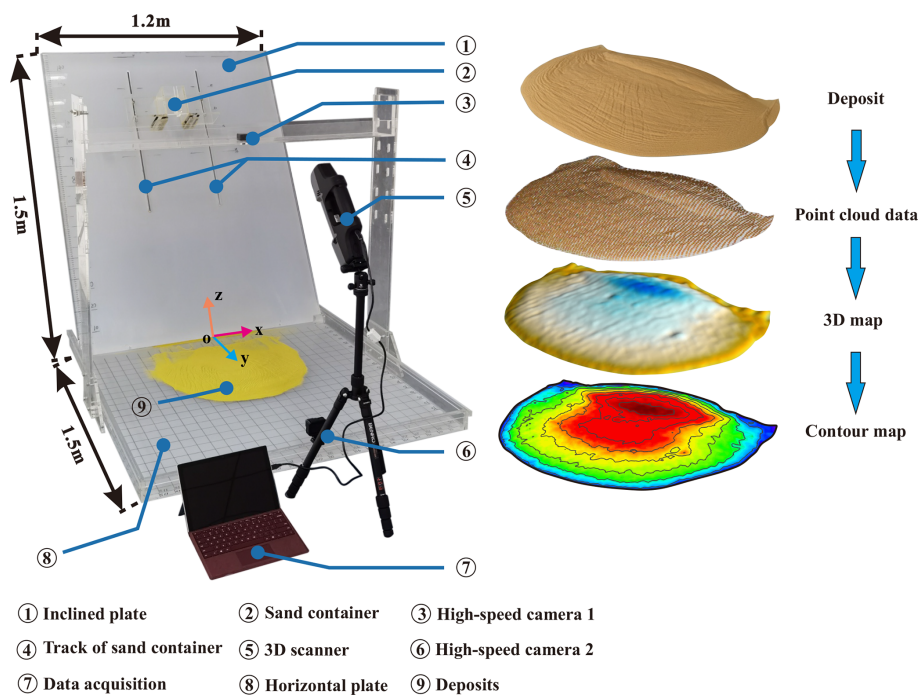 1.2m
1.5m
1.5m
①
②
③
④
⑤
⑥
⑦
⑧
⑨
z
x
o
y
Deposit
Point cloud data
3D map
Contour map
① Inclined plate ② Sand container ③ High-speed camera 1
④ Track of sand container ⑤ 3D scanner ⑥ High-speed camera 2
⑦ Data acquisition ⑧ Horizontal plate ⑨ Deposits